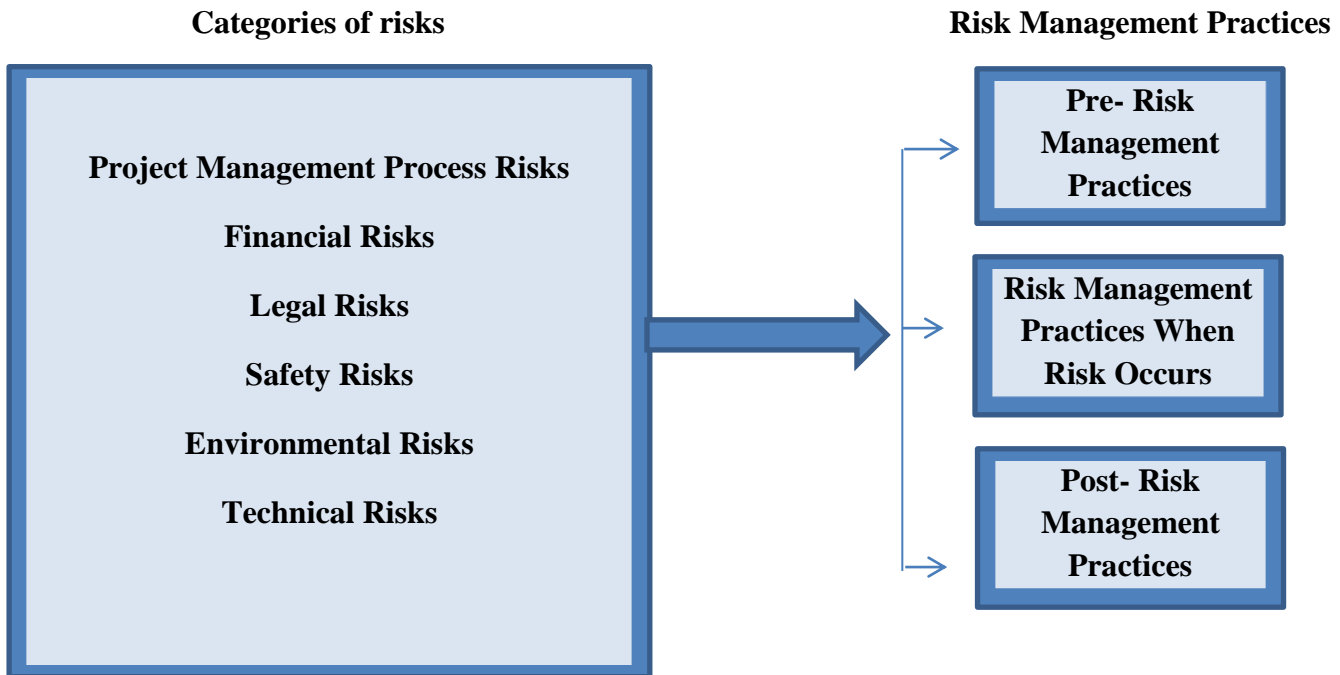 Categories of risks
Risk Management Practices
Project Management Process Risks
Financial Risks
Legal Risks
Safety Risks
Environmental Risks
Technical Risks
Pre- Risk
Management
Practices
Risk Management
Practices When
Risk Occurs
Post- Risk
Management
Practices